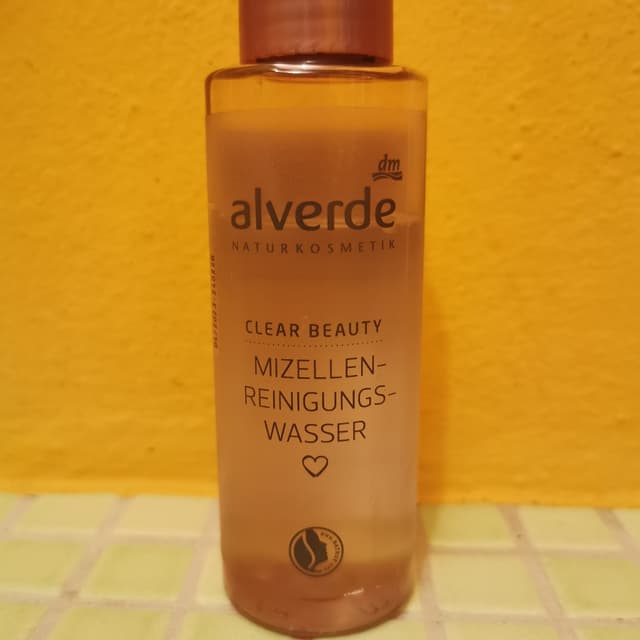 dm
alverde
NATURKOSMETIK
CLEAR BEAUTY
MIZELLEN-
REINIGUNGS-
WASSER